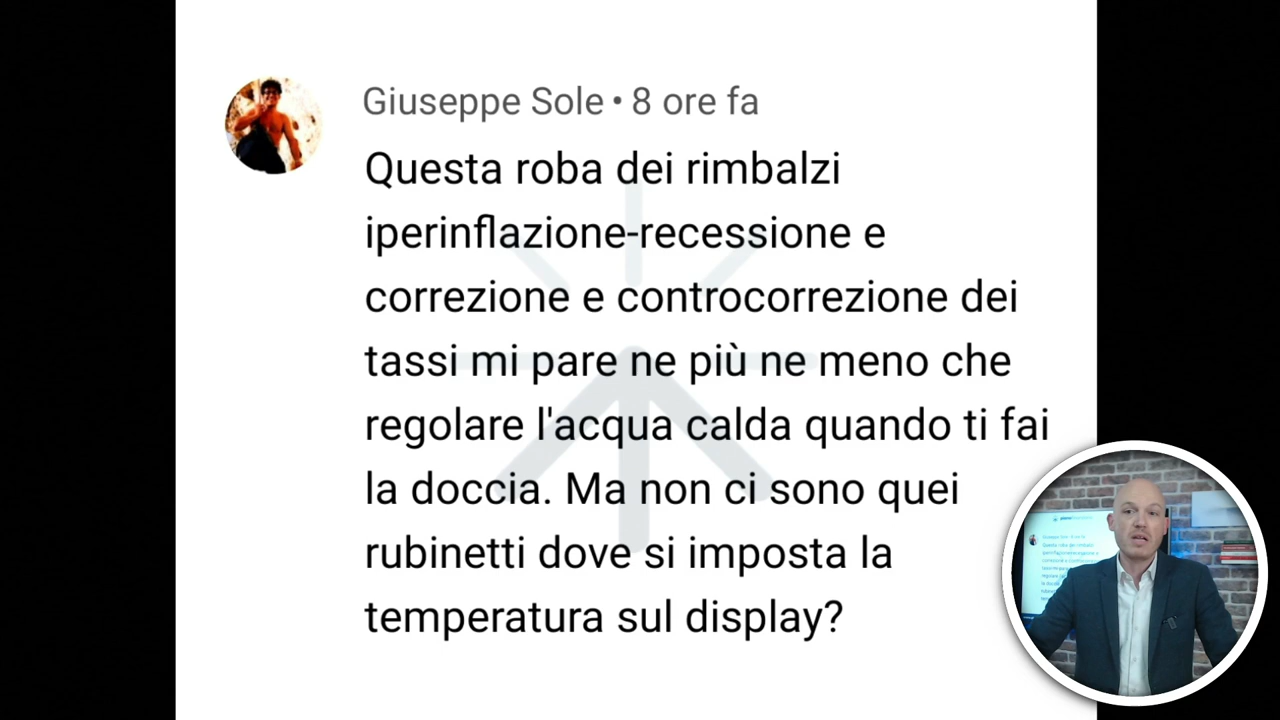 Giuseppe Sole • 8 ore fa
Questa roba dei rimbalzi
iperinflazione-recessione e
correzione e controcorrezione dei
tassi mi pare ne più ne meno che
regolare l'acqua calda quando ti fai
la doccia. Ma non ci sono quei
rubinetti dove si imposta la
temperatura sul display?